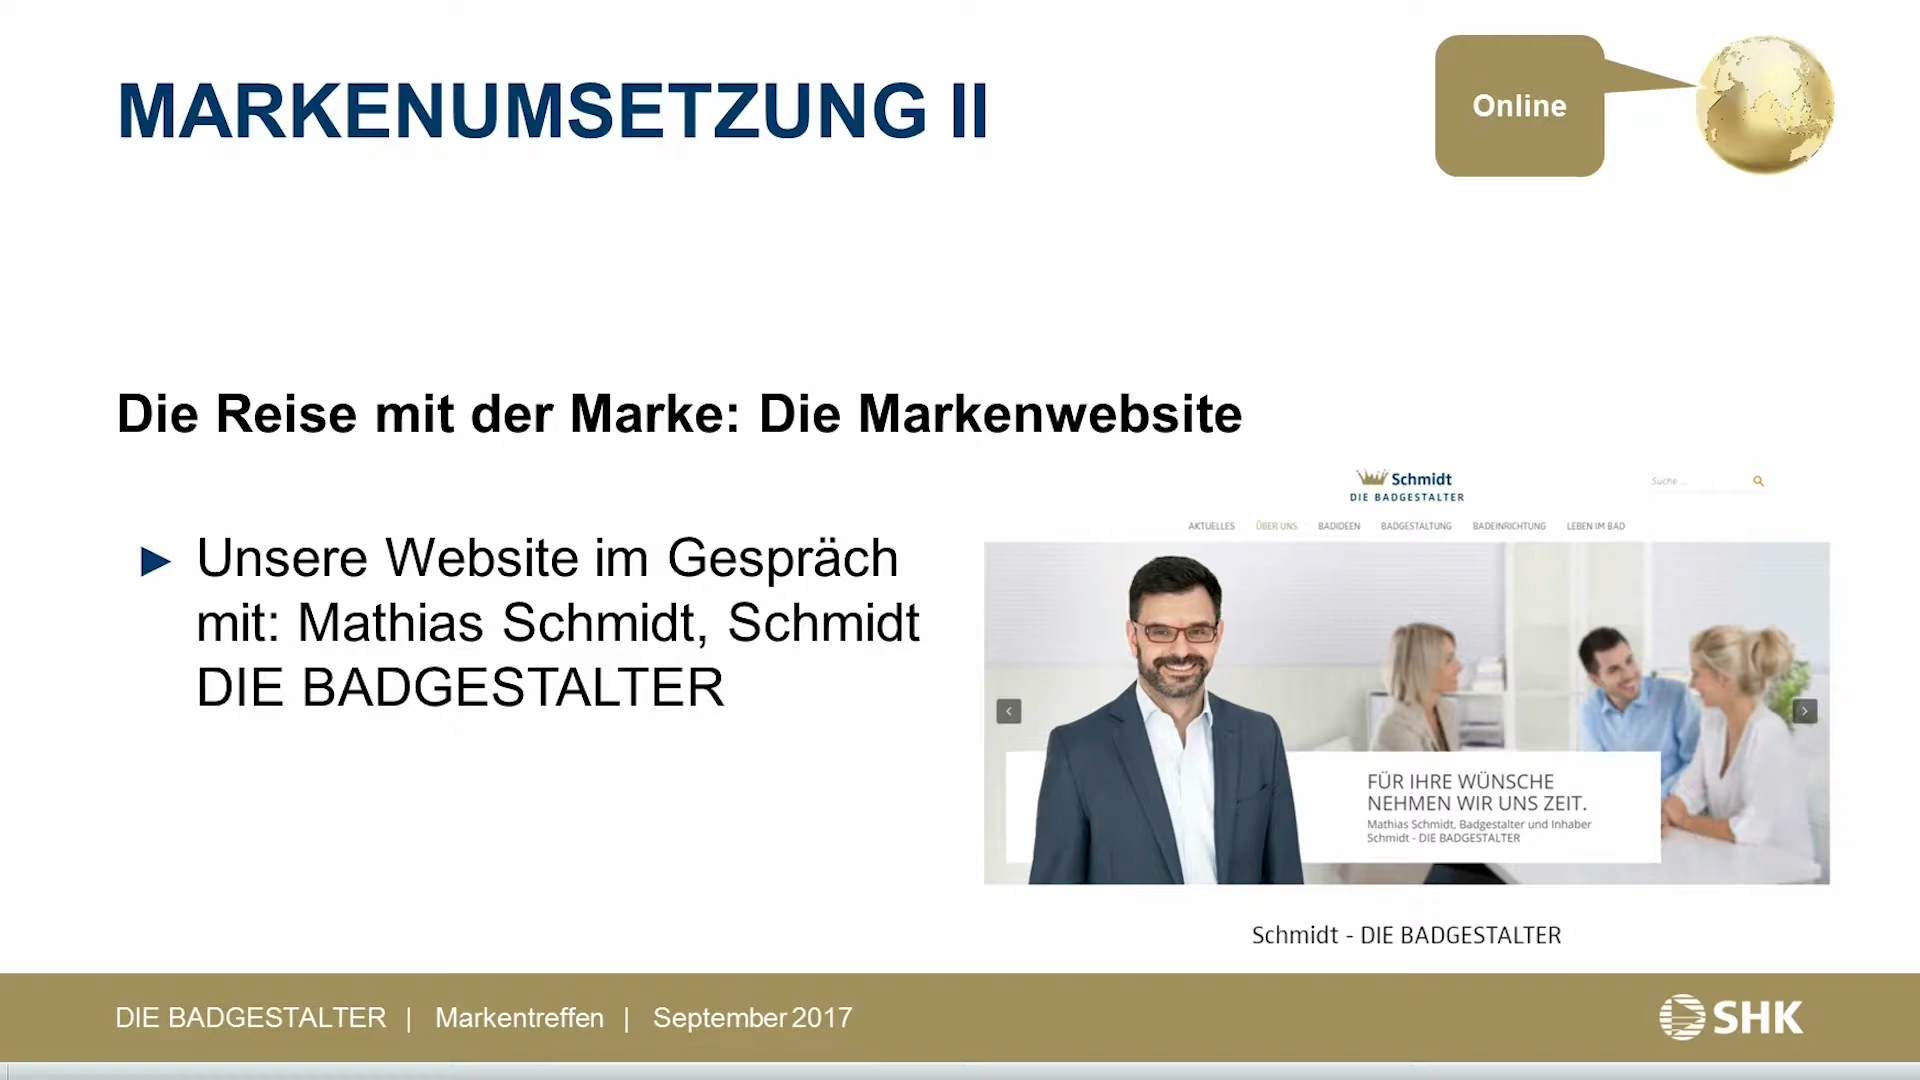 MARKENUMSETZUNG II
Online
Die Reise mit der Marke: Die Markenwebsite
► Unsere Website im Gespräch
mit: Mathias Schmidt, Schmidt
DIE BADGESTALTER
Schmidt
DIE BADGESTALTER
Suche ...
AKTUELLES ÜBER UNS BADIDEEN BADGESTALTUNG BADEINRICHTUNG LEBEN IM BAD
FÜR IHRE WÜNSCHE
NEHMEN WIR UNS ZEIT.
Mathias Schmidt, Badgestalter und Inhaber
Schmidt - DIE BADGESTALTER
Schmidt - DIE BADGESTALTER
DIE BADGESTALTER | Markentreffen | September 2017
SHK